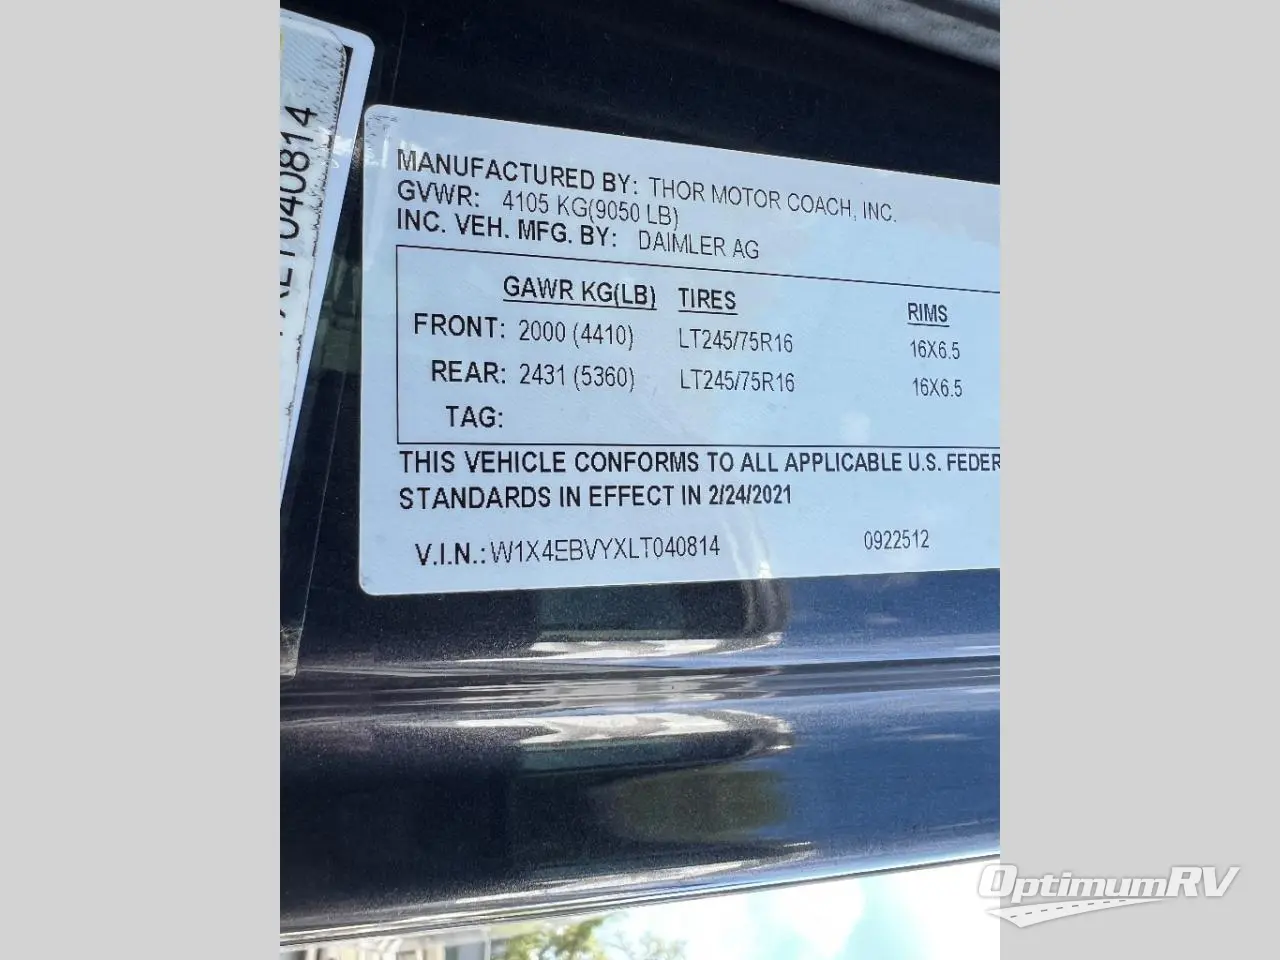 MANUFACTURED BY: THOR MOTOR COACH, INC.
GVWR: 4105 KG(9050 LB)
INC. VEH. MFG. BY: DAIMLER AG
GAWR KG(LB) TIRES RIMS
FRONT: 2000 (4410) LT245/75R16 16X6.5
REAR: 2431 (5360) LT245/75R16 16X6.5
TAG:
THIS VEHICLE CONFORMS TO ALL APPLICABLE U.S. FEDER
STANDARDS IN EFFECT IN 2/24/2021
V.I.N.: W1X4EBVYXLT040814 0922512
XLT040814
OptimumRV